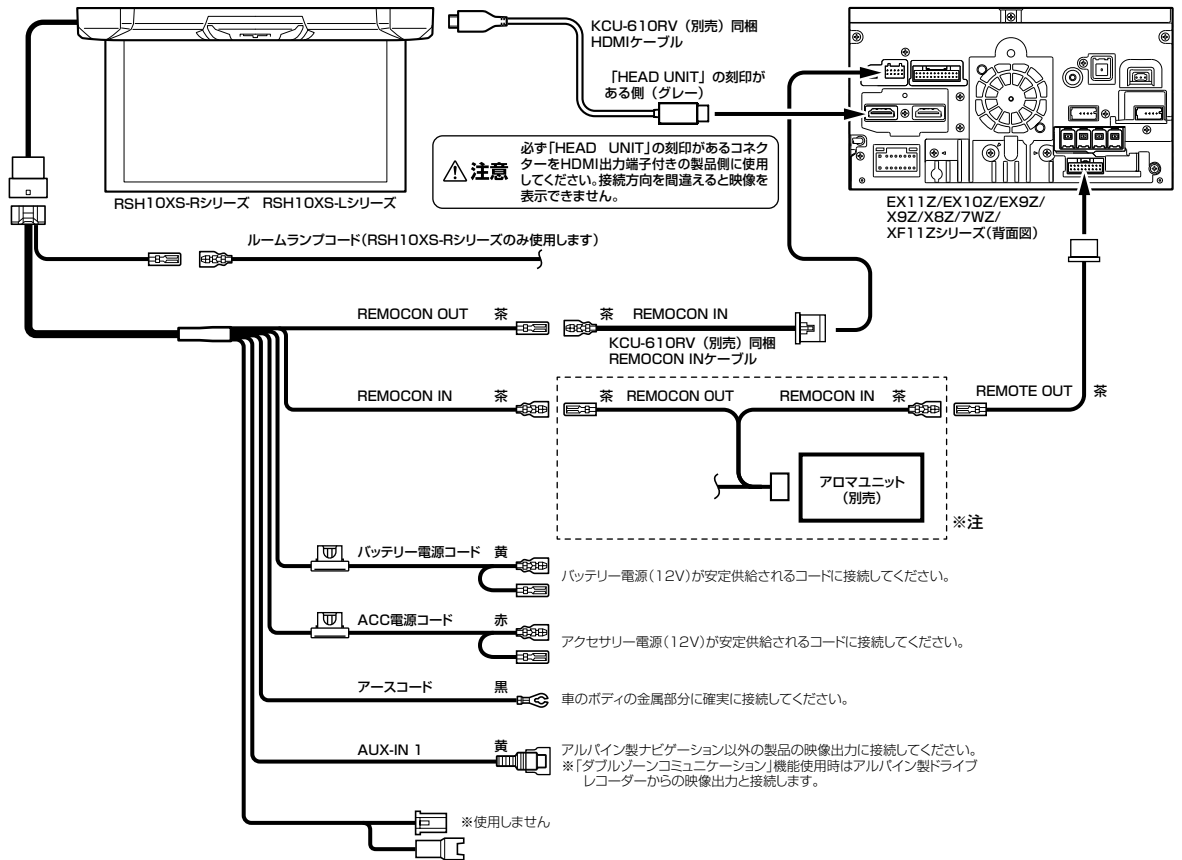 KCU-610RV（別売）同梱
HDMIケーブル
「HEAD UNIT」の刻印が
ある側（グレー）
注意
必ず「HEAD UNIT」の刻印があるコネク
ターをHDMI出力端子付きの製品側に使用
してください。接続方向を間違えると映像を
表示できません。
RSH10XS-Rシリーズ RSH10XS-Lシリーズ
EX11Z/EX10Z/EX9Z/
X9Z/X8Z/7WZ/
XF11Zシリーズ（背面図）
ルームランプコード（RSH10XS-Rシリーズのみ使用します）
REMOCON OUT 茶
茶 REMOCON IN
KCU-610RV（別売）同梱
REMOCON INケーブル
REMOCON IN 茶
茶 REMOCON OUT
REMOCON IN 茶
REMOTE OUT 茶
アロマユニット
（別売）
※注
バッテリー電源コード 黄
バッテリー電源（12V）が安定供給されるコードに接続してください。
ACC電源コード 赤
アクセサリー電源（12V）が安定供給されるコードに接続してください。
アースコード 黒
車のボディの金属部分に確実に接続してください。
AUX-IN 1 黄
アルパイン製ナビゲーション以外の製品の映像出力に接続してください。
※「ダブルゾーンコミュニケーション」機能使用時はアルパイン製ドライブ
レコーダーからの映像出力と接続します。
※使用しません